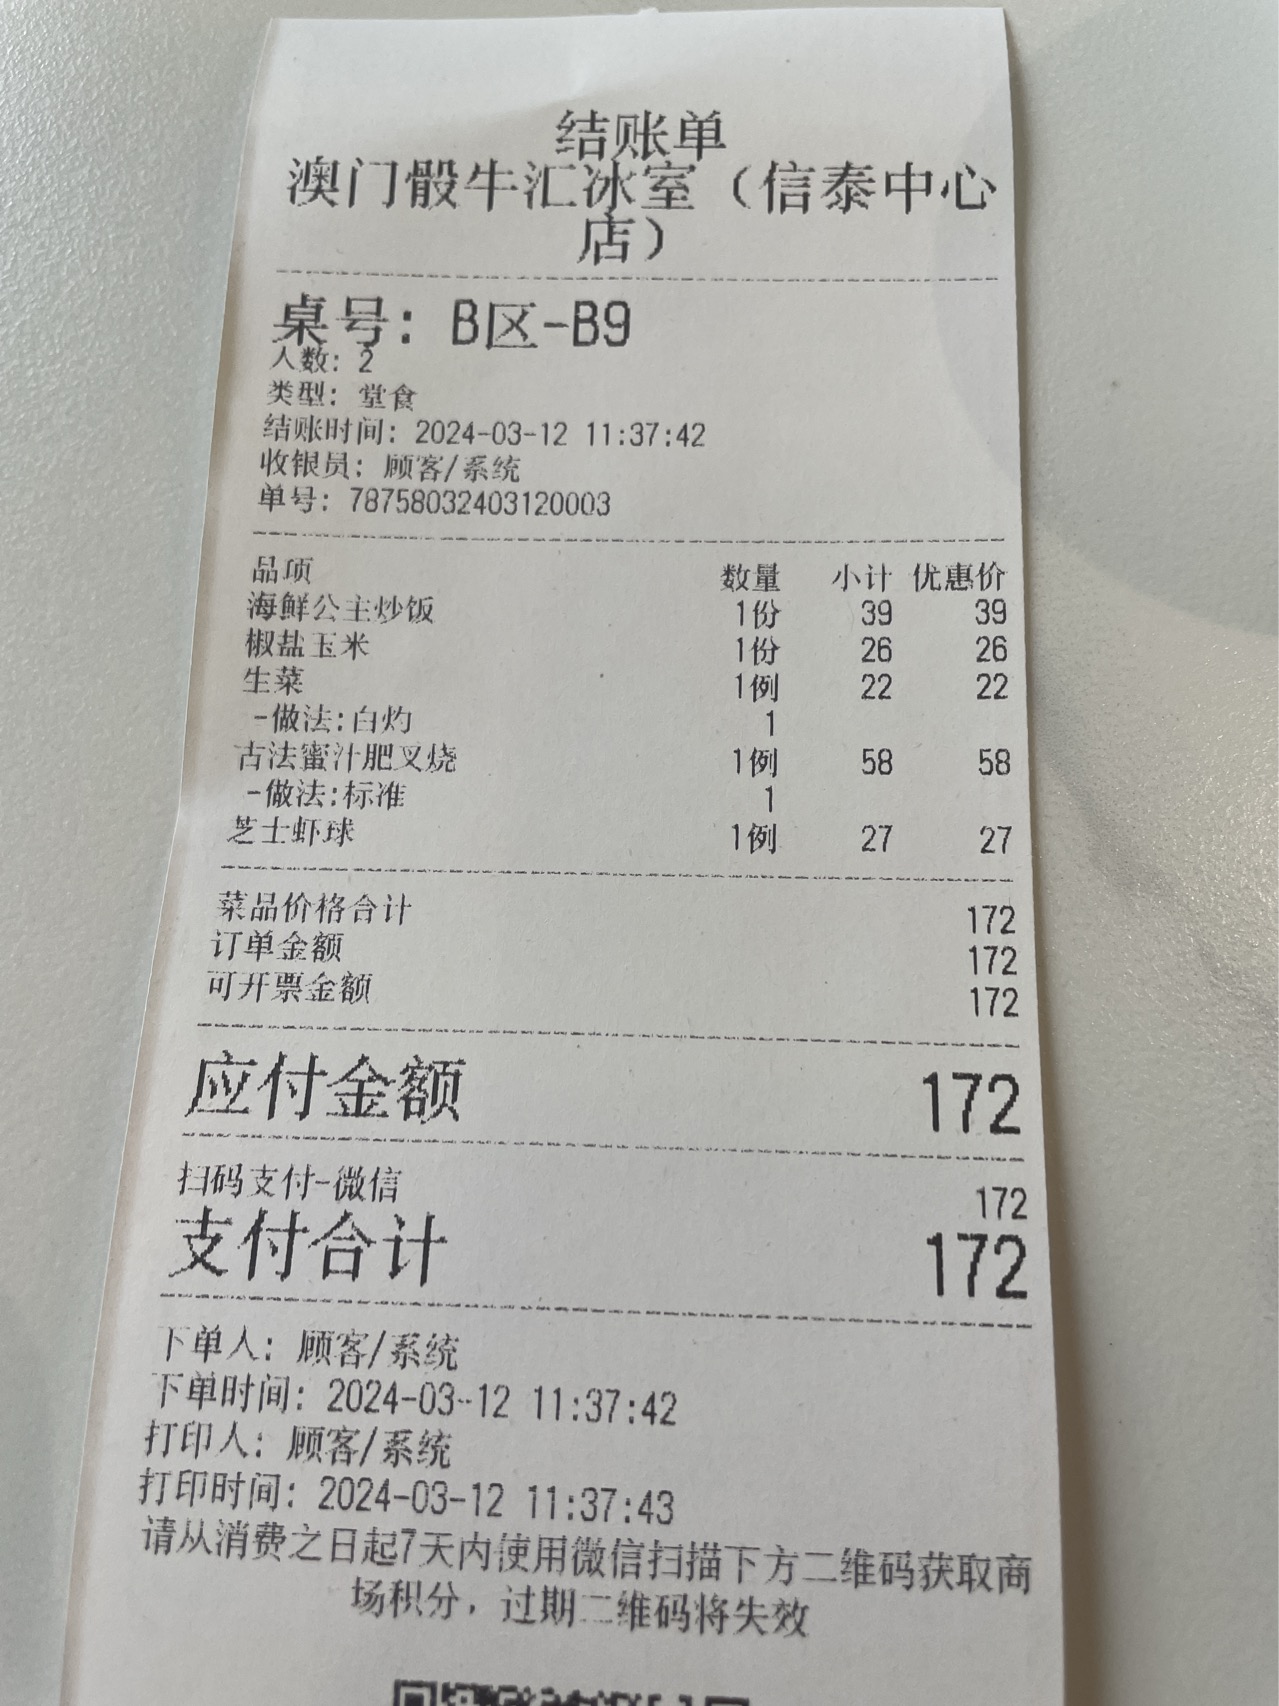 结账单
澳门骰牛汇冰室（信泰中心
店）
桌号：B区-B9
人数：2
类型：堂食
结账时间：2024-03-12 11:37:42
收银员：顾客/系统
单号：78758032403120003
品项 数量 小计 优惠价
海鲜公主炒饭 1份 39 39
椒盐玉米 1份 26 26
生菜 1例 22 22
-做法:白灼 1
古法蜜汁肥叉烧 1例 58 58
-做法:标准 1
芝士虾球 1例 27 27
菜品价格合计 172
订单金额 172
可开票金额 172
应付金额 172
扫码支付-微信 172
支付合计 172
下单人：顾客/系统
下单时间：2024-03-12 11:37:42
打印人：顾客/系统
打印时间：2024-03-12 11:37:43
请从消费之日起7天内使用微信扫描下方二维码获取商
场积分，过期二维码将失效